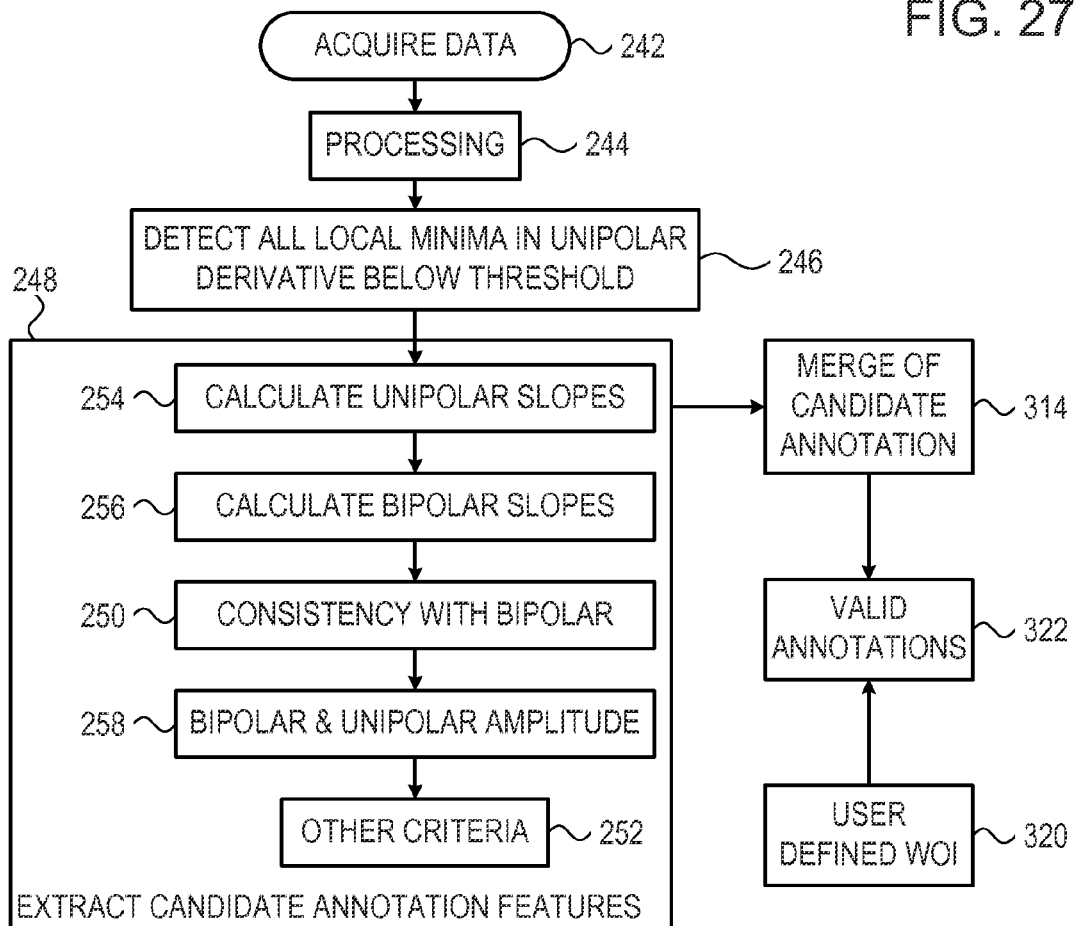 FIG. 27
ACQUIRE DATA
242
PROCESSING
244
DETECT ALL LOCAL MINIMA IN UNIPOLAR
DERIVATIVE BELOW THRESHOLD
246
248
254
CALCULATE UNIPOLAR SLOPES
256
CALCULATE BIPOLAR SLOPES
250
CONSISTENCY WITH BIPOLAR
258
BIPOLAR & UNIPOLAR AMPLITUDE
OTHER CRITERIA
252
EXTRACT CANDIDATE ANNOTATION FEATURES
MERGE OF
CANDIDATE
ANNOTATION
314
VALID
ANNOTATIONS
322
USER
DEFINED WOI
320